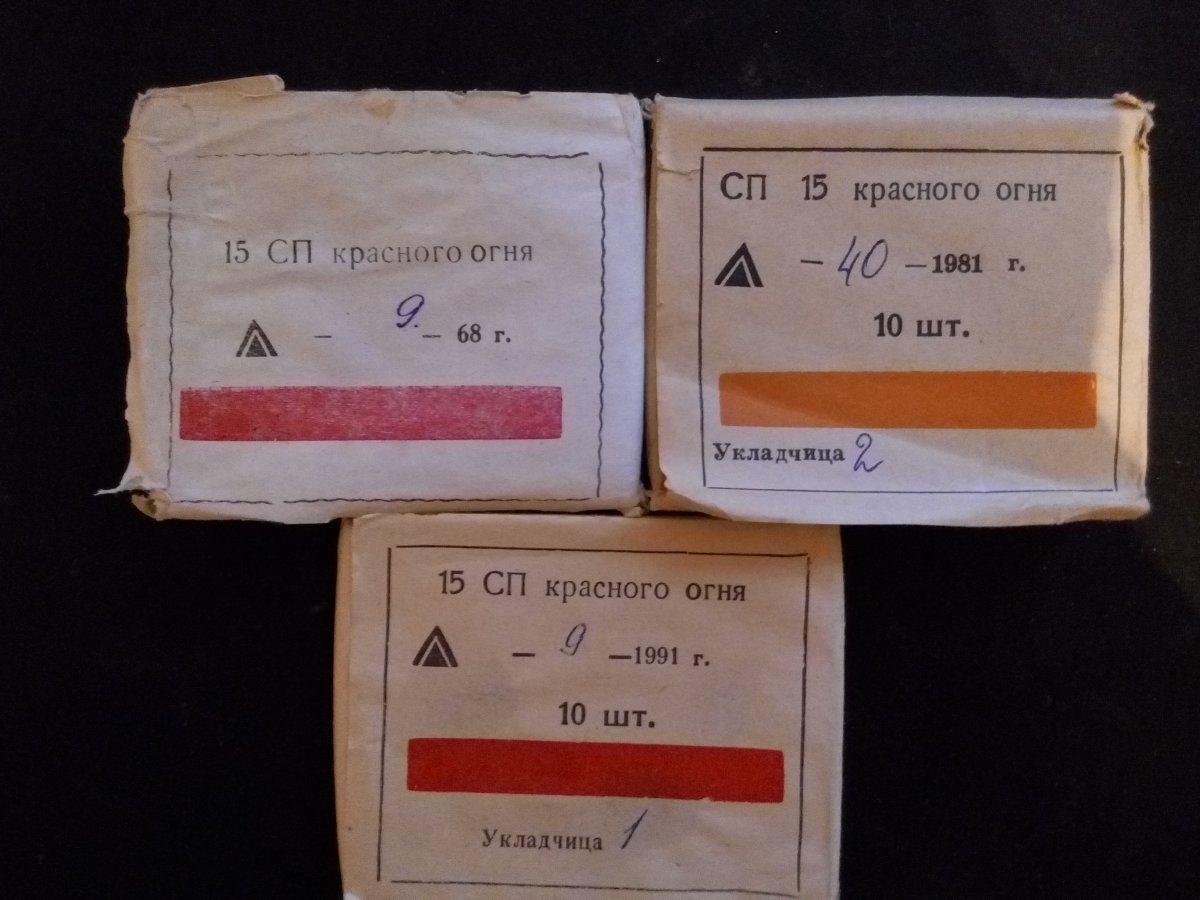 15 СП красного огня
- 9. - 68 г.
СП 15 красного огня
- 40 - 1981 г.
10 шт.
Укладчица 2
15 СП красного огня
- 9 - 1991 г.
10 шт.
Укладчица 1